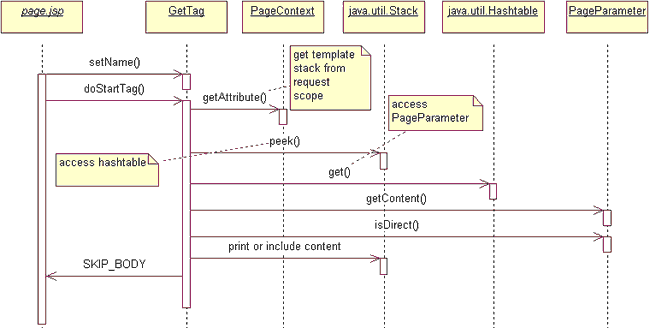 page.jsp
GetTag
PageContext
java.util.Stack
java.util.Hashtable
PageParameter
setName()
doStartTag()
getAttribute()
get template
stack from
request
scope
access
PageParameter
peek()
access hashtable
get()
getContent()
isDirect()
print or include content
SKIP_BODY